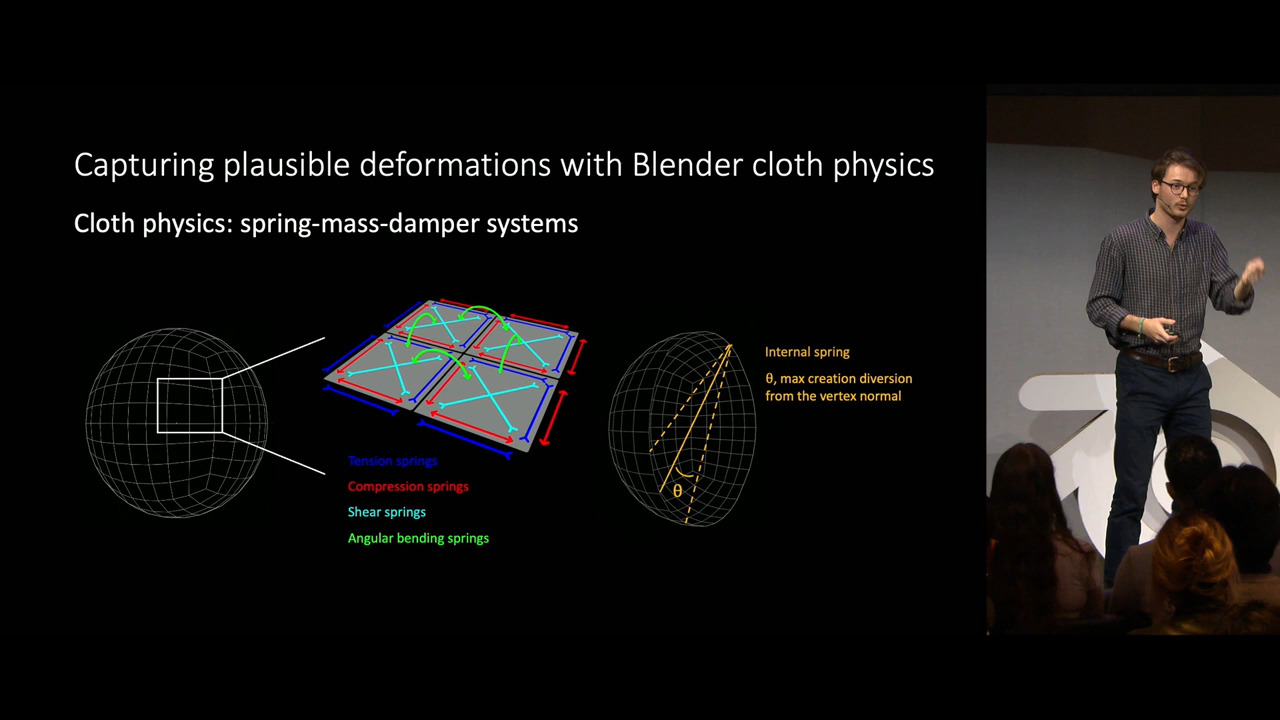 Capturing plausible deformations with Blender cloth physics
Cloth physics: spring-mass-damper systems
Tension springs
Compression springs
Shear springs
Angular bending springs
Internal spring
θ, max creation diversion
from the vertex normal
θ